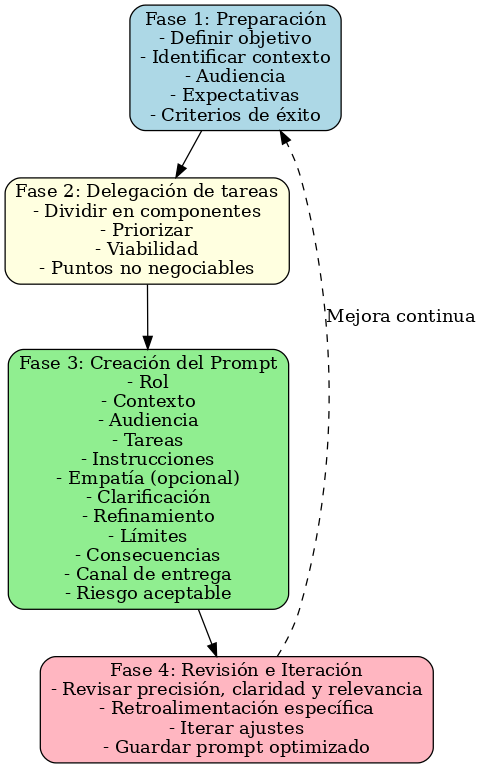 Fase 1: Preparación
- Definir objetivo
- Identificar contexto
- Audiencia
- Expectativas
- Criterios de éxito
Fase 2: Delegación de tareas
- Dividir en componentes
- Priorizar
- Viabilidad
- Puntos no negociables
Mejora continua
Fase 3: Creación del Prompt
- Rol
- Contexto
- Audiencia
- Tareas
- Instrucciones
- Empatía (opcional)
- Clarificación
- Refinamiento
- Límites
- Consecuencias
- Canal de entrega
- Riesgo aceptable
Fase 4: Revisión e Iteración
- Revisar precisión, claridad y relevancia
- Retroalimentación específica
- Iterar ajustes
- Guardar prompt optimizado